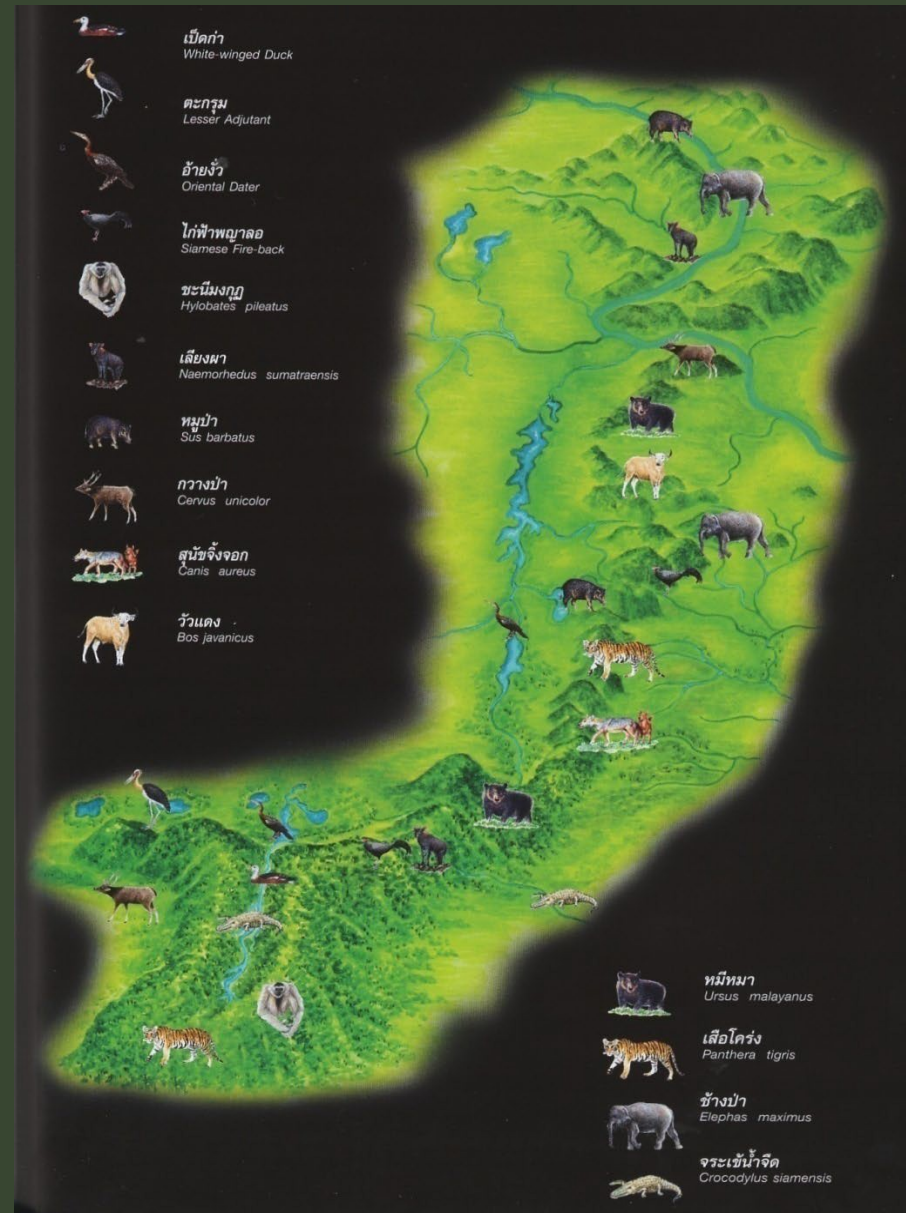 เป็ดก่า
White-winged Duck
ตะกรุม
Lesser Adjutant
อ้ายงั่ว
Oriental Dater
ไก่ฟ้าพญาลอ
Siamese Fire-back
ชะนีมงกุฎ
Hylobates pileatus
เลียงผา
Naemorhedus sumatraensis
หมูป่า
Sus barbatus
กวางป่า
Cervus unicolor
สุนัขจิ้งจอก
Canis aureus
วัวแดง
Bos javanicus
หมีหมา
Ursus malayanus
เสือโคร่ง
Panthera tigris
ช้างป่า
Elephas maximus
จระเข้น้ำจืด
Crocodylus siamensis